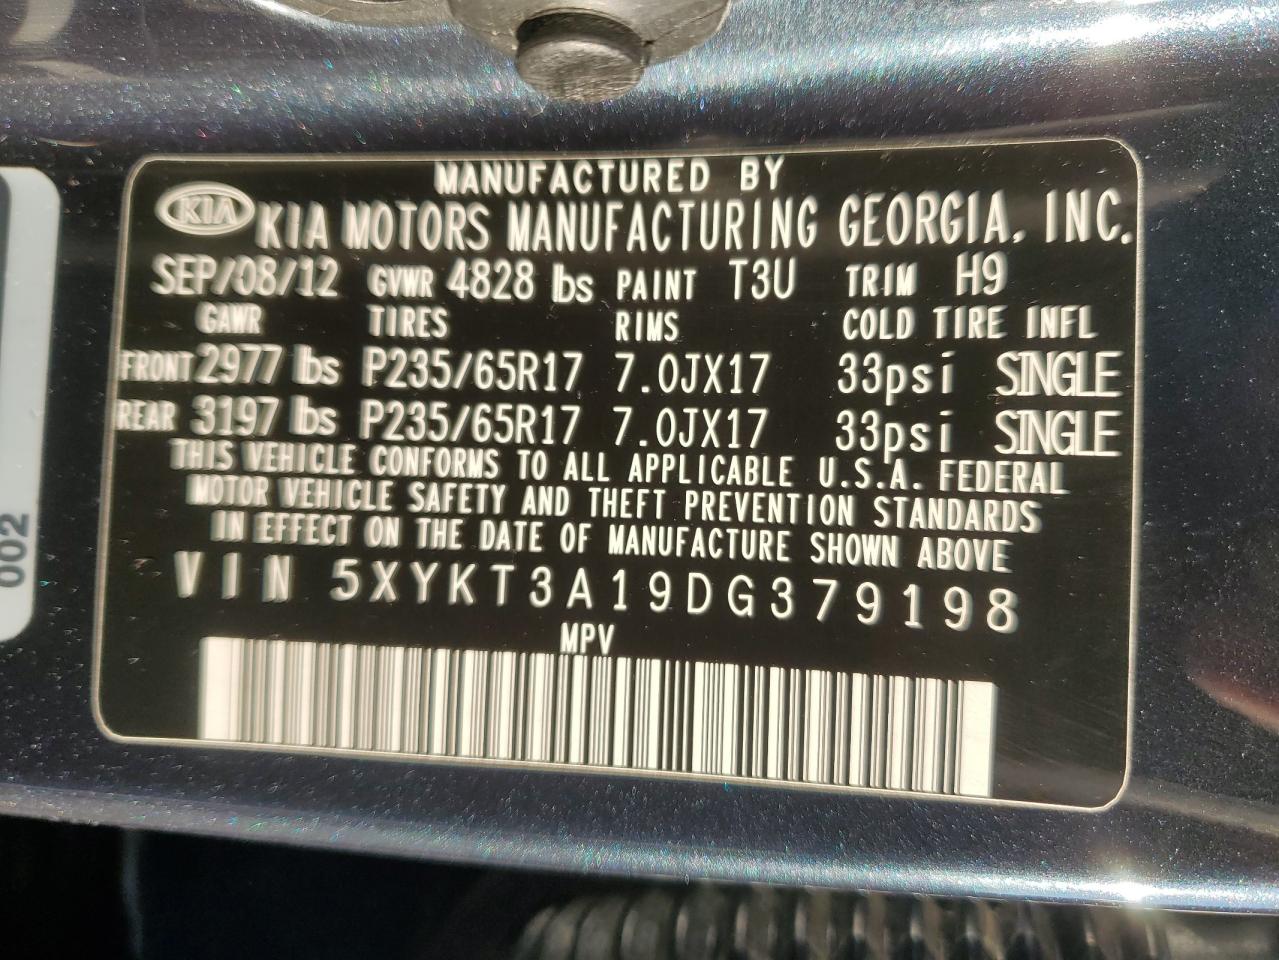 MANUFACTURED BY
KIA KIA MOTORS MANUFACTURING GEORGIA, INC.
SEP/08/12 GVWR 4828 lbs PAINT T3U TRIM H9
GAWR TIRES RIMS COLD TIRE INFL
FRONT 2977 lbs P235/65R17 7.0JX17 33psi SINGLE
REAR 3197 lbs P235/65R17 7.0JX17 33psi SINGLE
THIS VEHICLE CONFORMS TO ALL APPLICABLE U.S.A. FEDERAL
MOTOR VEHICLE SAFETY AND THEFT PREVENTION STANDARDS
IN EFFECT ON THE DATE OF MANUFACTURE SHOWN ABOVE
VIN 5XYKT3A19DG379198
MPV
002